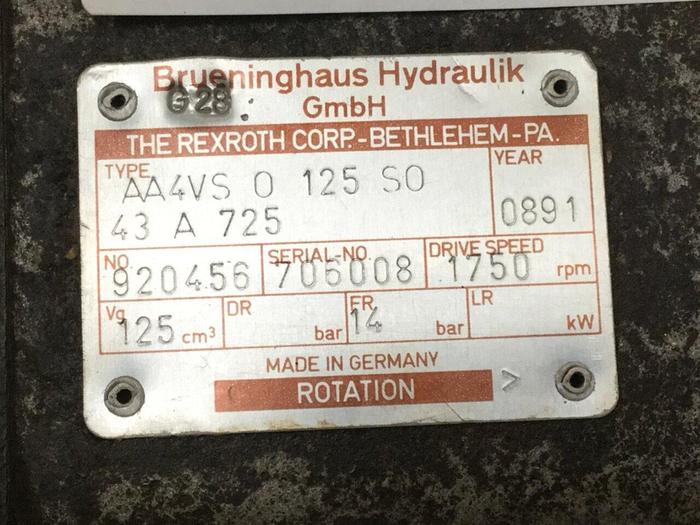 Brueninghaus Hydraulik
G28
GmbH
THE REXROTH CORP.-BETHLEHEM-PA.
TYPE AA4VS O 125 SO
43 A 725
YEAR
0891
NO. 920456 SERIAL-NO. 706008 DRIVE SPEED 1750 rpm
Vg 125 cm³ DR bar FR 14 bar LR kW
MADE IN GERMANY
ROTATION >